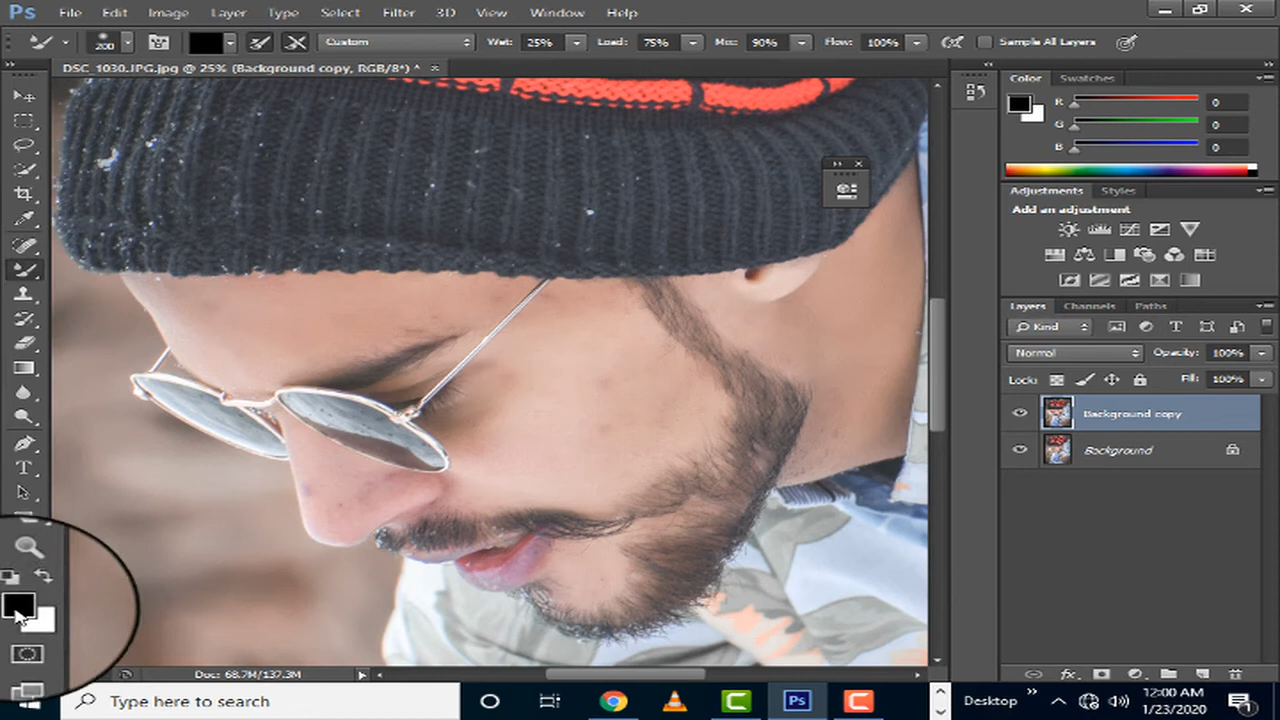 Ps File Edit Image Layer Type Select Filter 3D View Window Help
200 Custom Wet: 25% Load: 75% Mix: 90% Flow: 100% Sample All Layers
DSC_1030.JPG.jpg @ 25% (Background copy, RGB/8*) *
Color Swatches
R 0
G 0
B 0
Adjustments Styles
Add an adjustment
Layers Channels Paths
Kind
Normal Opacity: 100%
Lock: Fill: 100%
Background copy
Background
Doc: 68.7M/137.3M
Type here to search
Desktop
12:00 AM
1/23/2020